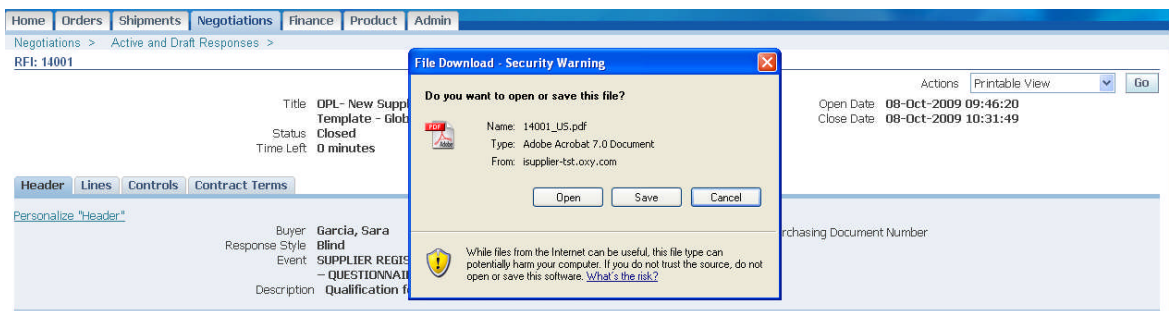 Home Orders Shipments Negotiations Finance Product Admin
Negotiations > Active and Draft Responses >
RFI: 14001
Actions Printable View Go
Title OPL- New Suppl
Template - Glob
Status Closed
Time Left 0 minutes
Open Date 08-Oct-2009 09:46:20
Close Date 08-Oct-2009 10:31:49
File Download - Security Warning
Do you want to open or save this file?
PDF
Adobe
Name: 14001_US.pdf
Type: Adobe Acrobat 7.0 Document
From: isupplier-tst.oxy.com
Open Save Cancel
While files from the Internet can be useful, this file type can
potentially harm your computer. If you do not trust the source, do not
open or save this software. What's the risk?
Header Lines Controls Contract Terms
Personalize "Header"
Buyer Garcia, Sara
Response Style Blind
Event SUPPLIER REGIS
– QUESTIONNAI
Description Qualification f
rchasing Document Number